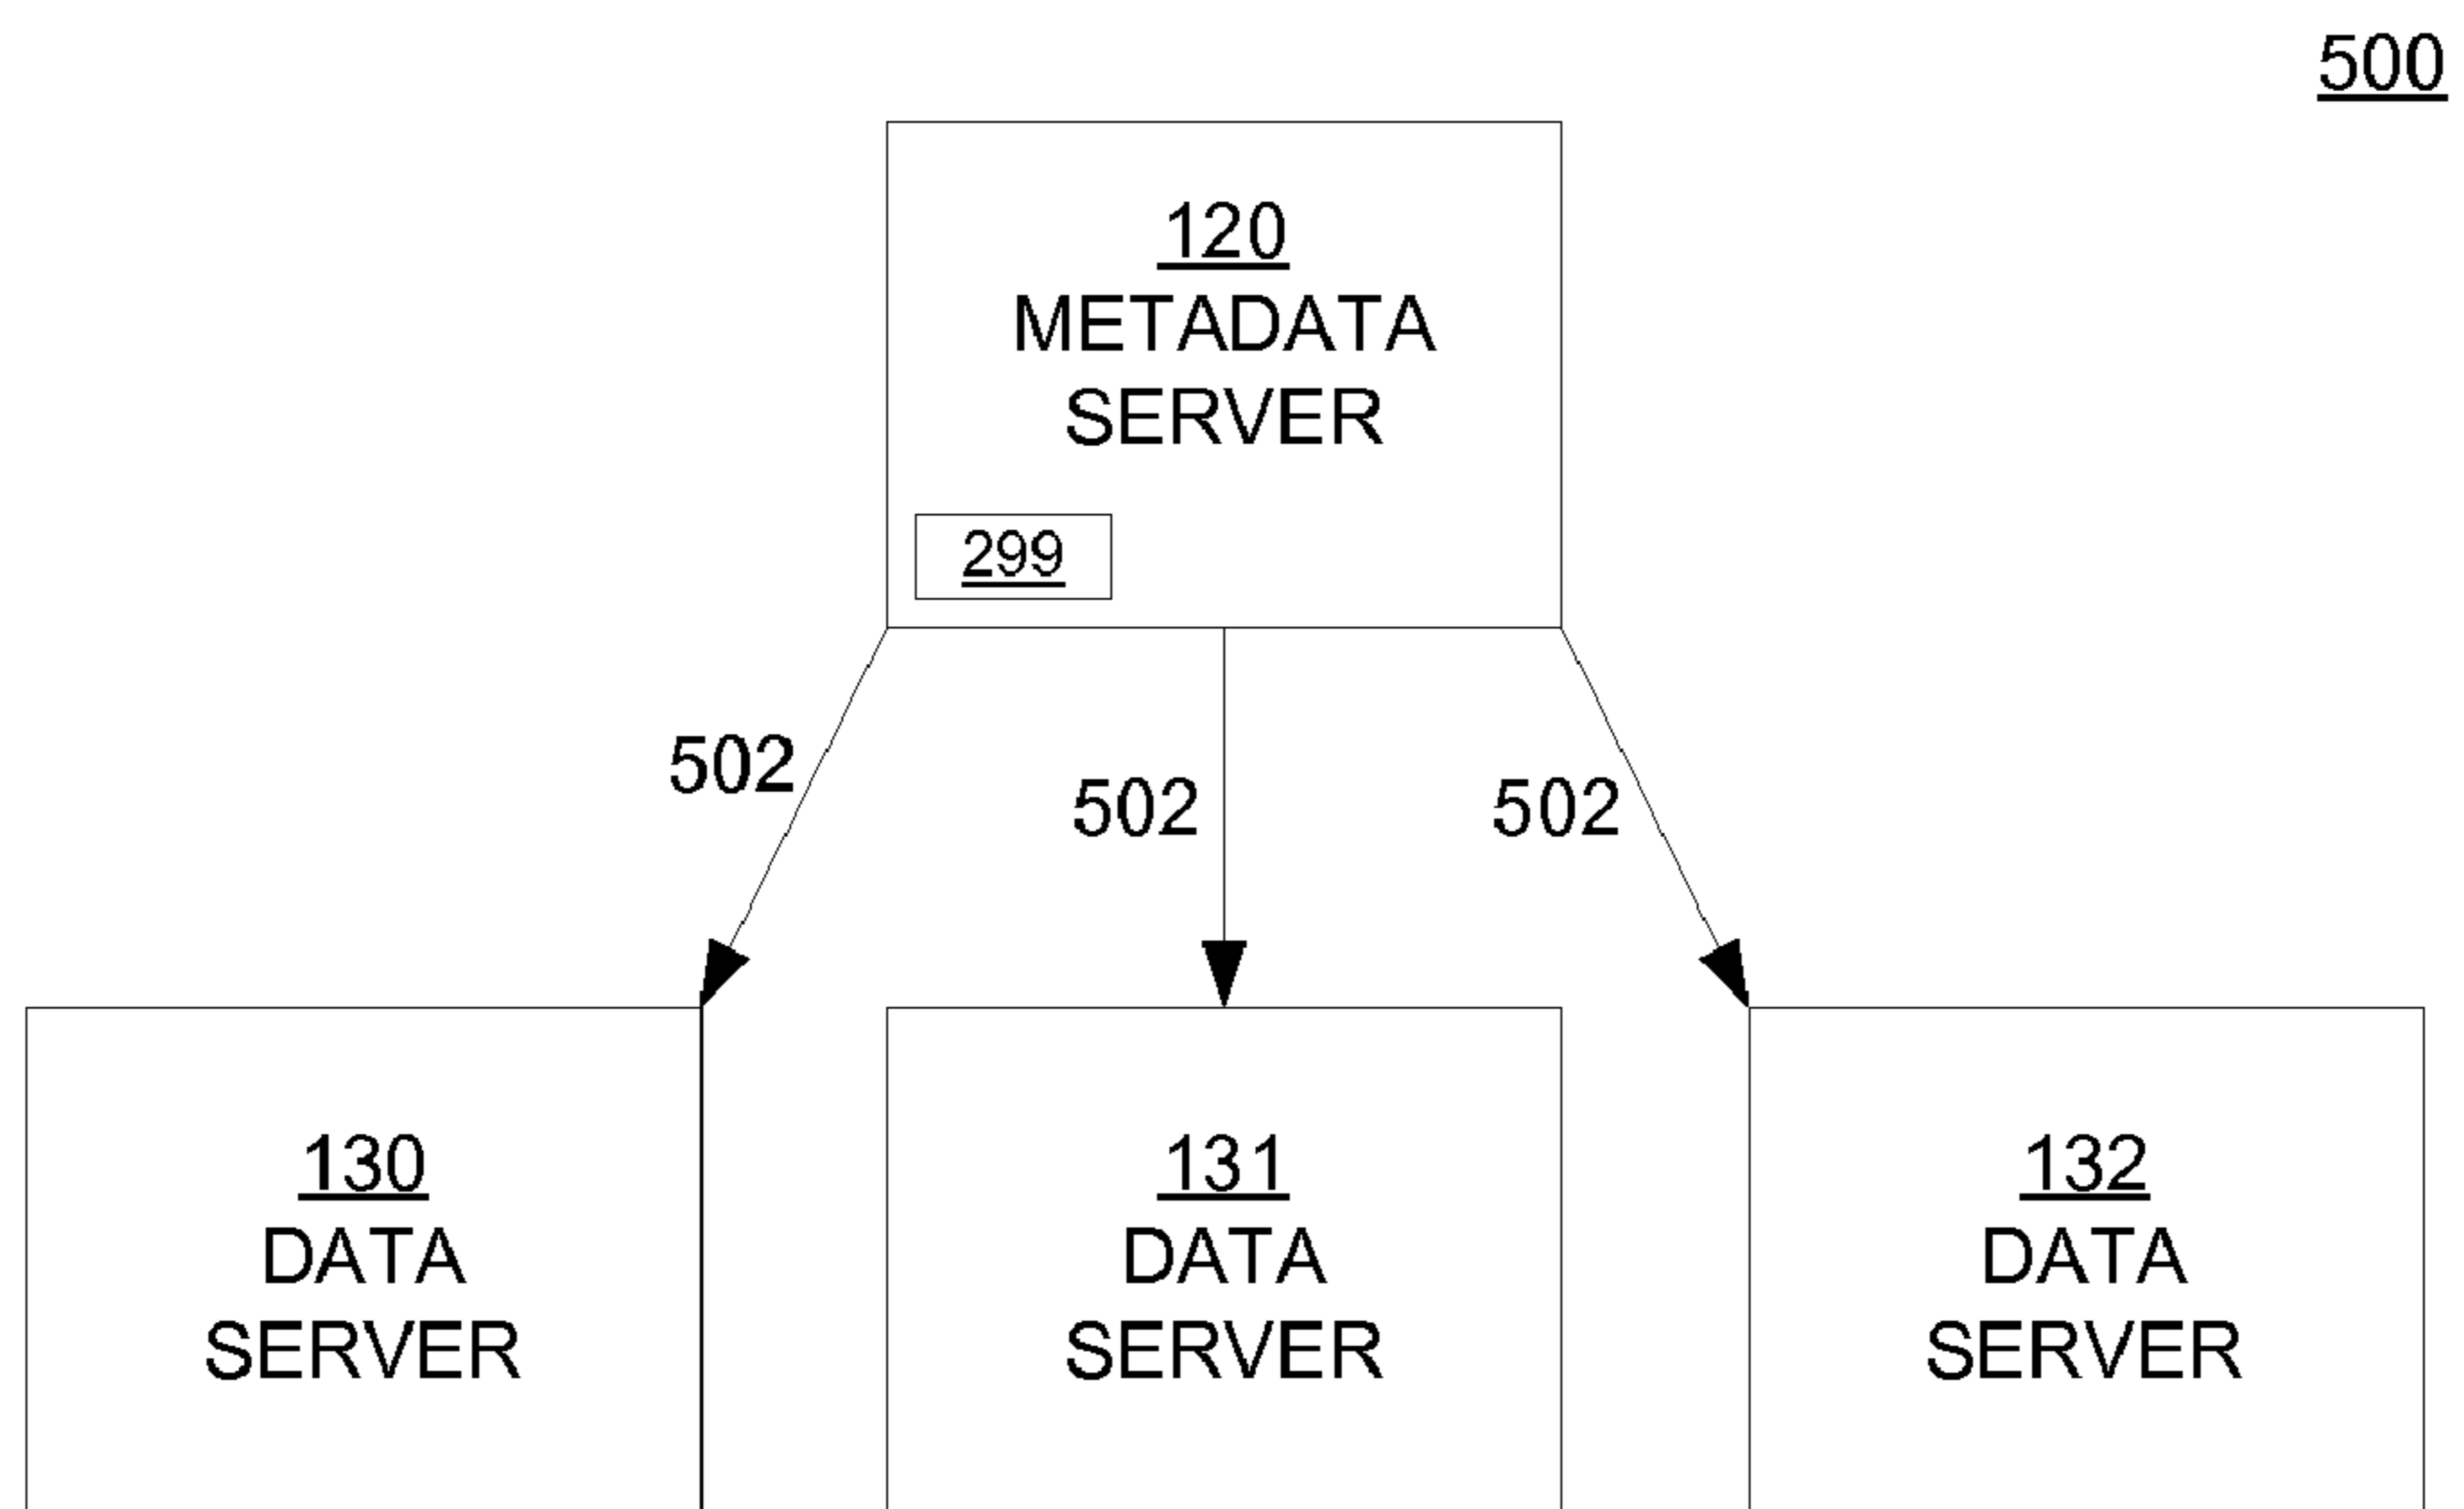 500
120
METADATA
SERVER
299
502
502
502
130
DATA
SERVER
131
DATA
SERVER
132
DATA
SERVER